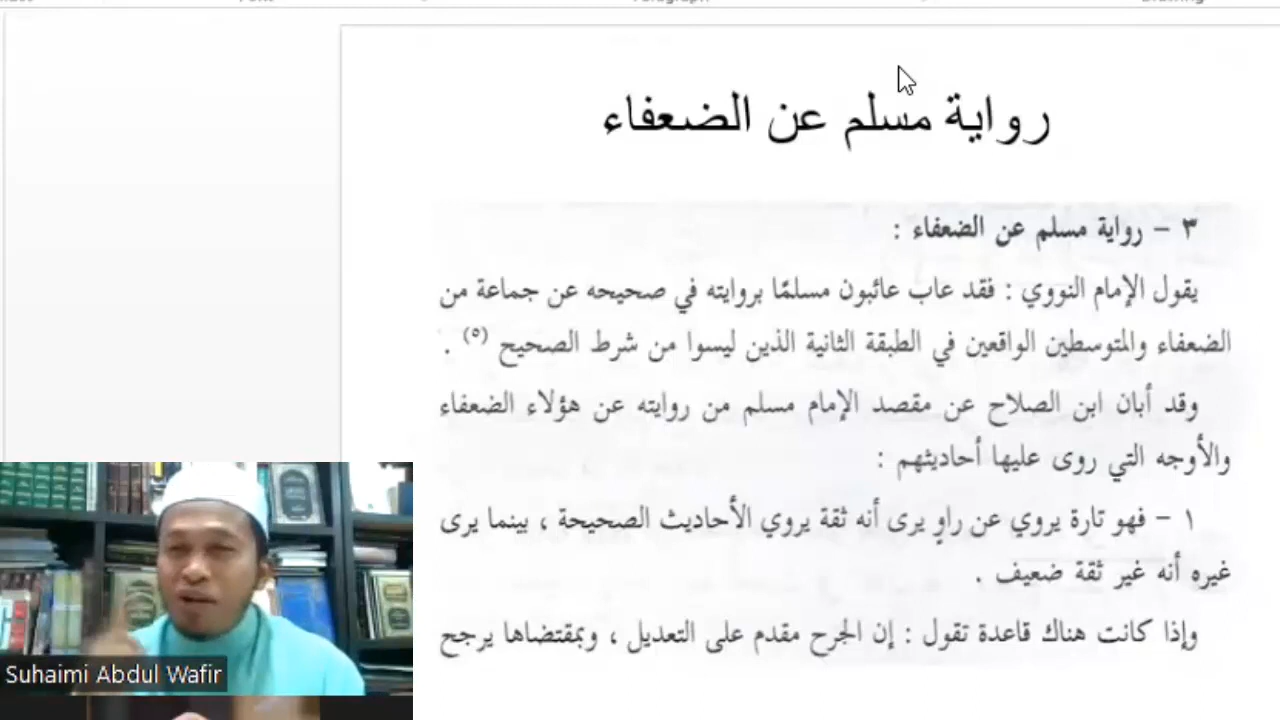 رواية مسلم عن الضعفاء
٣ – رواية مسلم عن الضعفاء :
يقول الإمام النووي : فقد عاب عائبون مسلمًا بروايته في صحيحه عن جماعة من
الضعفاء والمتوسطين الواقعين في الطبقة الثانية الذين ليسوا من شرط الصحيح (٥) .
وقد أبان ابن الصلاح عن مقصد الإمام مسلم من روايته عن هؤلاء الضعفاء
والأوجه التي روى عليها أحاديثهم :
١ – فهو تارة يروي عن راوٍ يرى أنه ثقة يروي الأحاديث الصحيحة ، بينما يرى
غيره أنه غير ثقة ضعيف .
وإذا كانت هناك قاعدة تقول : إن الجرح مقدم على التعديل ، وبمقتضاها يرجح
Suhaimi Abdul Wafir